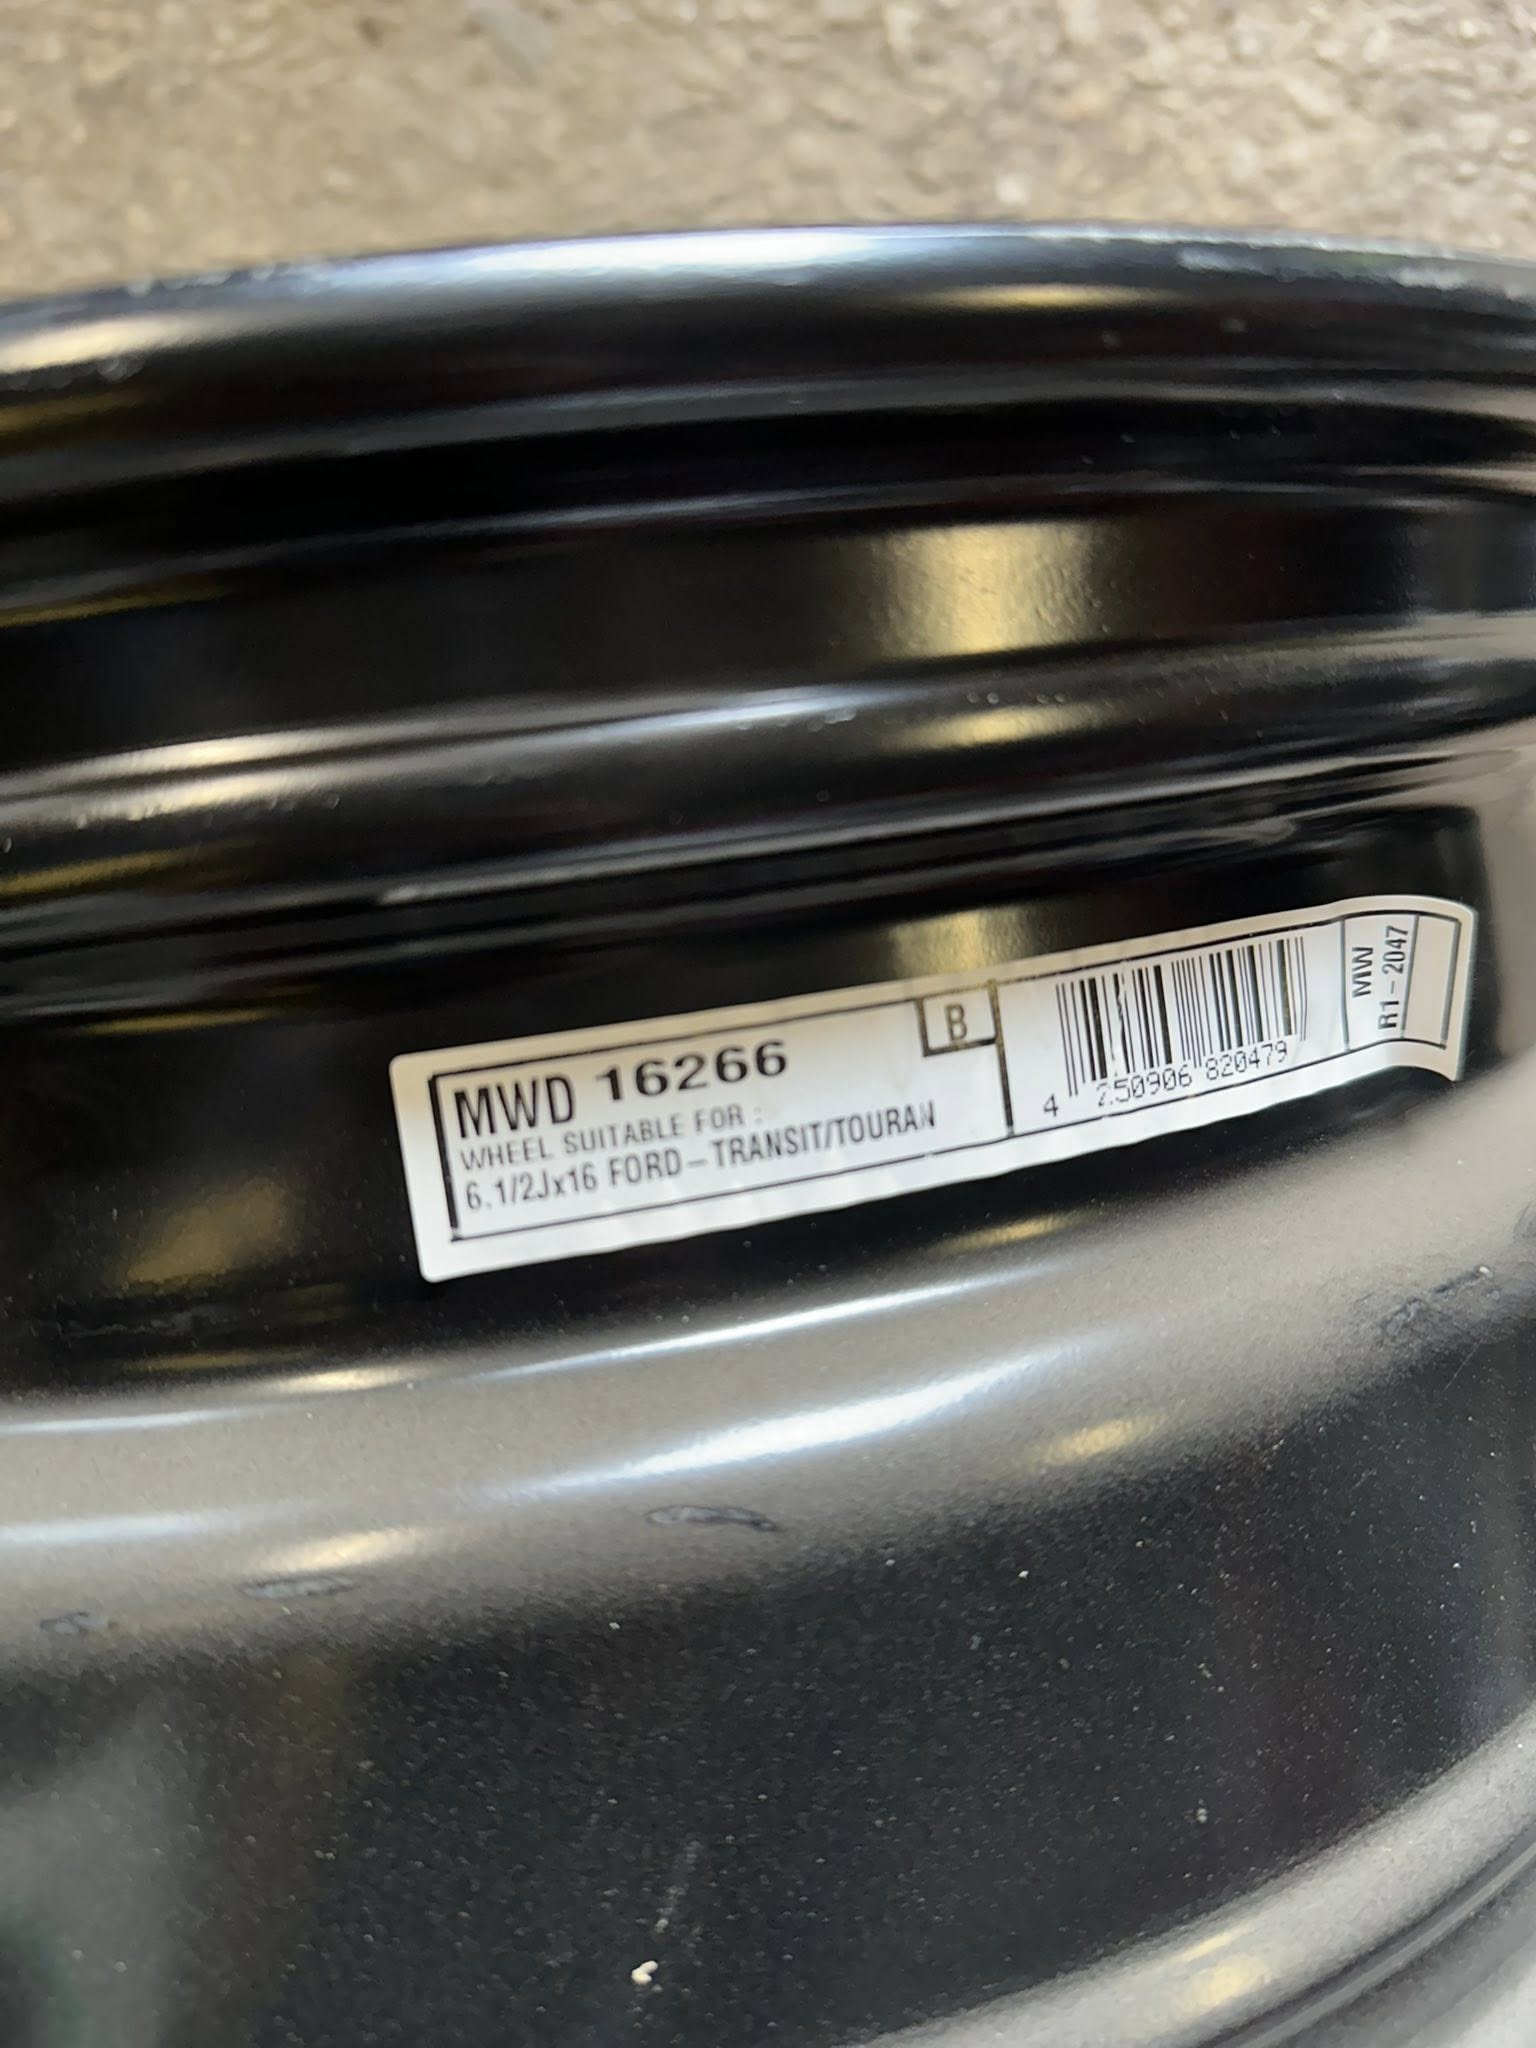 MWD 16266
B
WHEEL SUITABLE FOR :
6.1/2Jx16 FORD-TRANSIT/TOURAN
4 250906 820479
MW
R1-2047